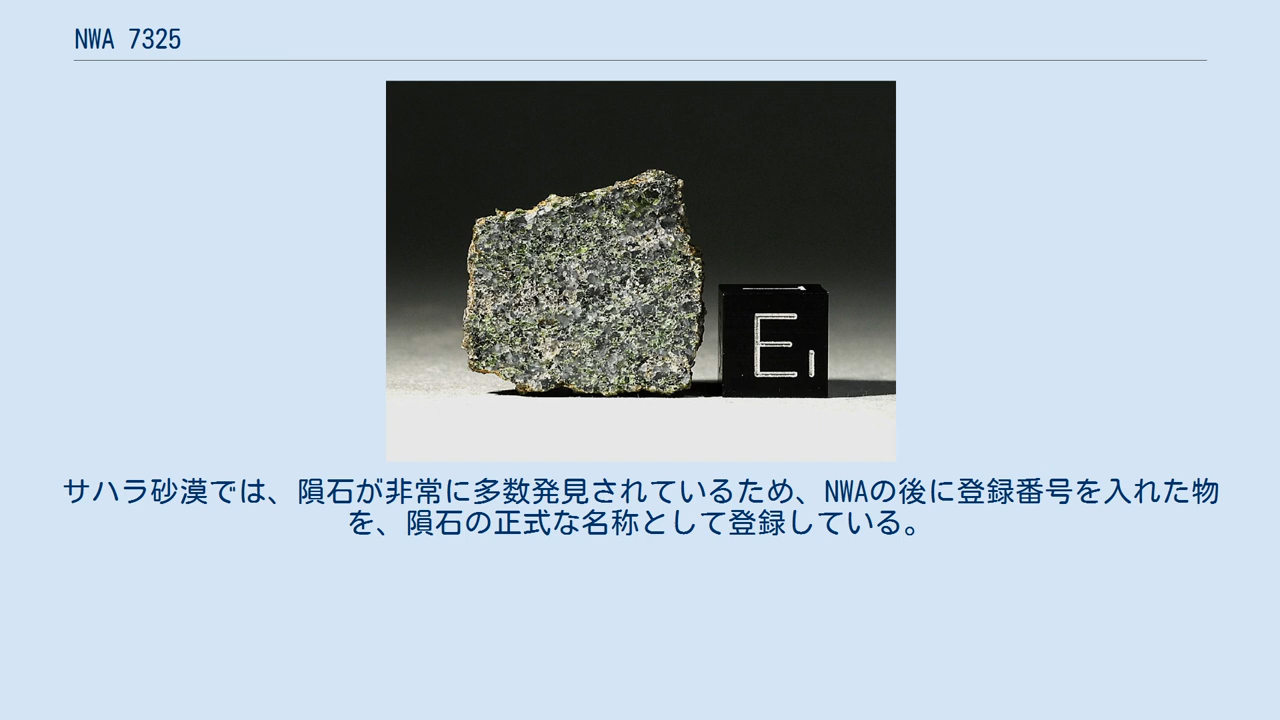 NWA 7325
E1
サハラ砂漠では、隕石が非常に多数発見されているため、NWAの後に登録番号を入れた物
を、隕石の正式な名称として登録している。